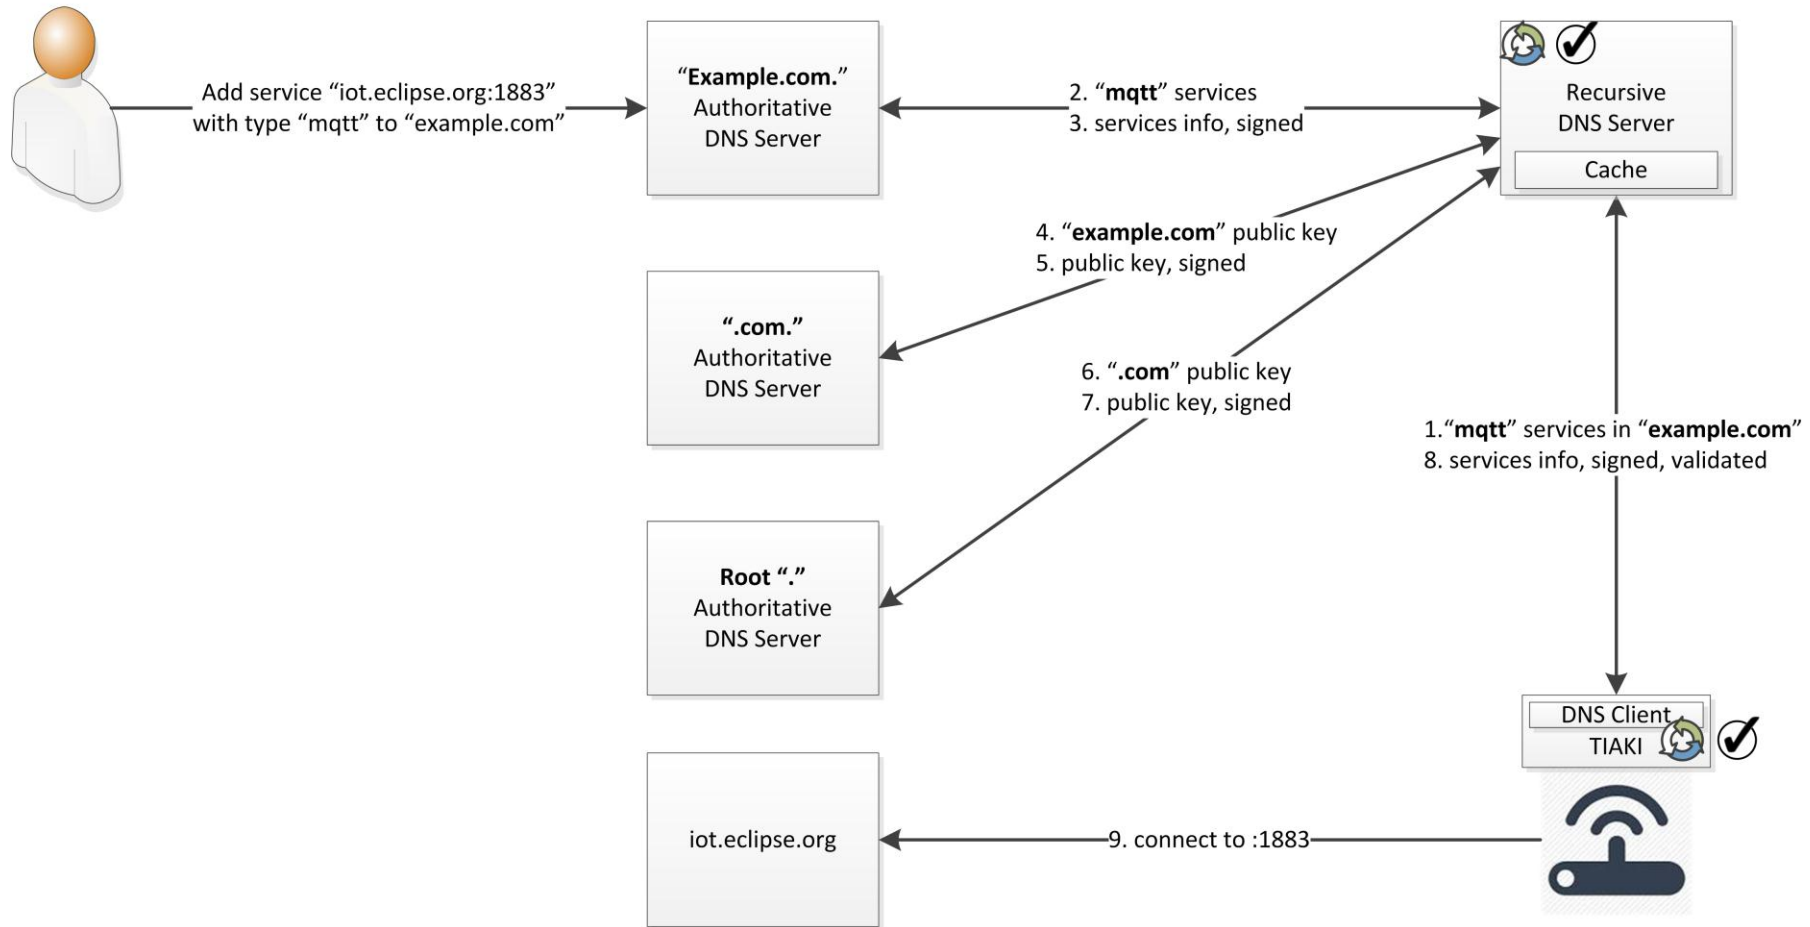 Add service “iot.eclipse.org:1883”
with type “mqtt” to “example.com”
“Example.com.”
Authoritative
DNS Server
2. “mqtt” services
3. services info, signed
Recursive
DNS Server
Cache
4. “example.com” public key
5. public key, signed
“.com.”
Authoritative
DNS Server
6. “.com” public key
7. public key, signed
1.“mqtt” services in “example.com”
8. services info, signed, validated
Root “.”
Authoritative
DNS Server
DNS Client
TIAKI
iot.eclipse.org
9. connect to :1883